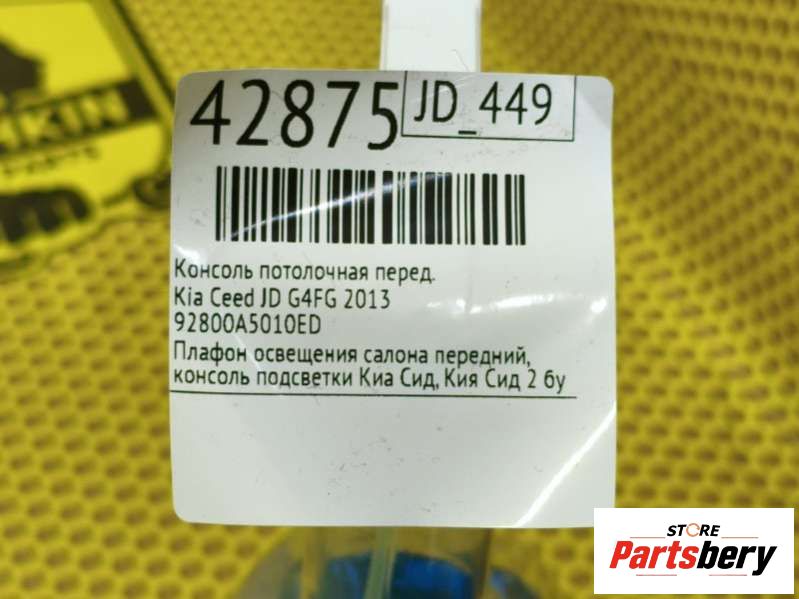 42875
JD_449
Консоль потолочная перед.
Kia Ceed JD G4FG 2013
92800A5010ED
Плафон освещения салона передний,
консоль подсветки Киа Сид, Кия Сид 2 бу
STORE
Partsbery